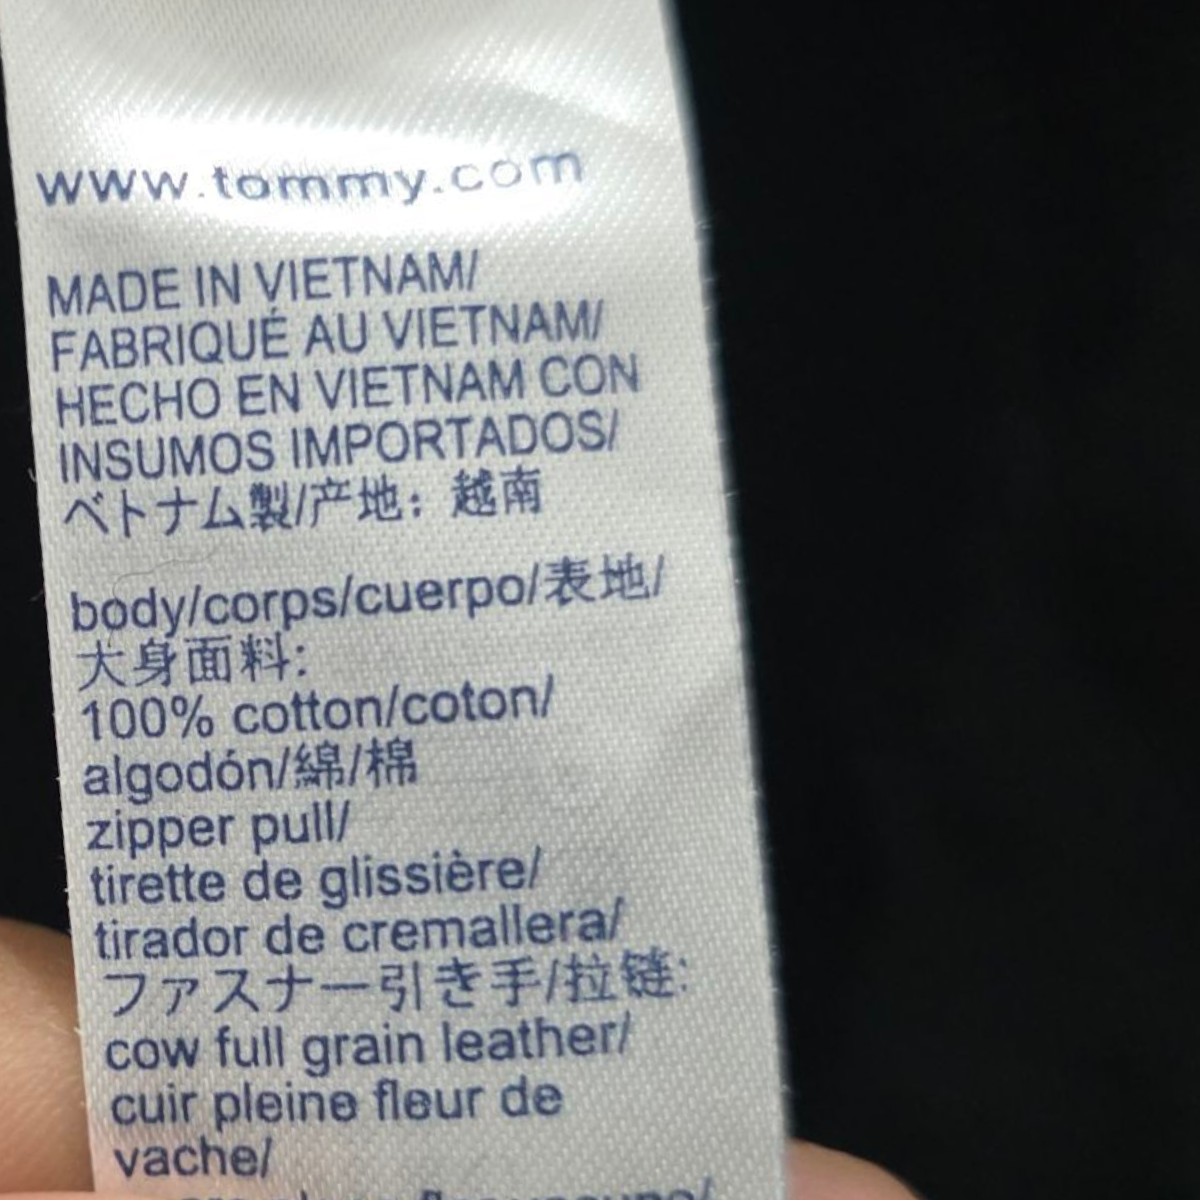 www.tommy.com
MADE IN VIETNAM/
FABRIQUÉ AU VIETNAM/
HECHO EN VIETNAM CON
INSUMOS IMPORTADOS/
ベトナム製/产地：越南
body/corps/cuerpo/表地/
大身面料:
100% cotton/coton/
algodón/綿/棉
zipper pull/
tirette de glissière/
tirador de cremallera/
ファスナー引き手/拉链:
cow full grain leather/
cuir pleine fleur de
vache/